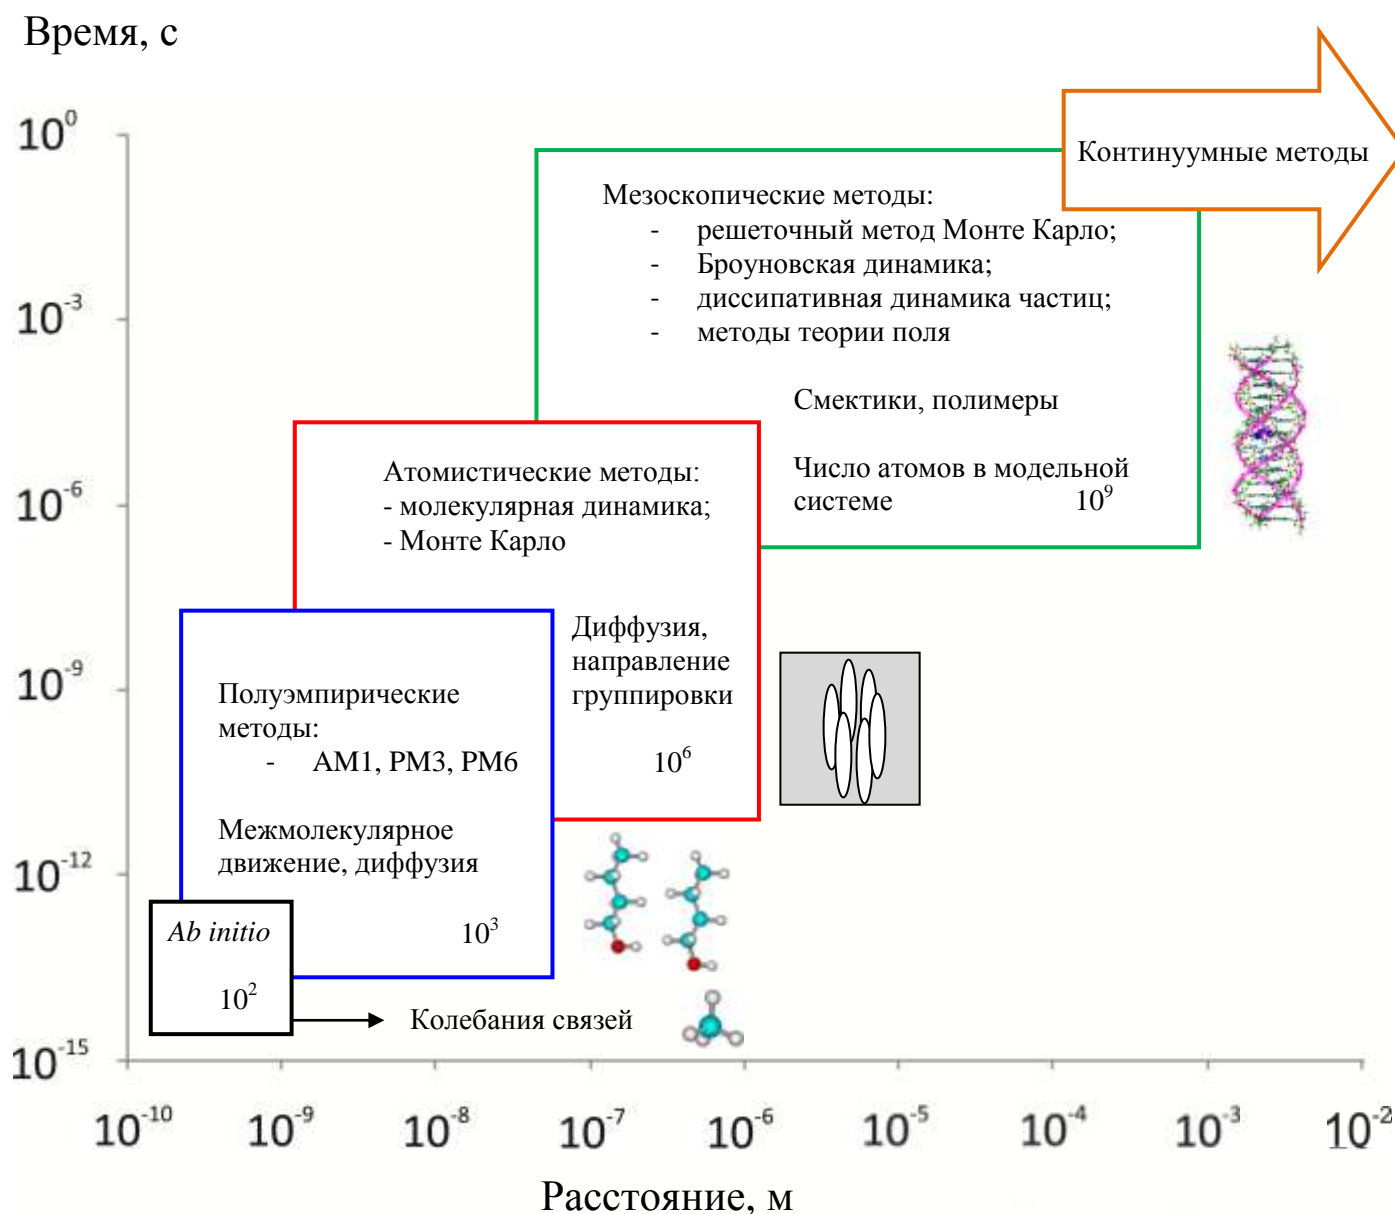 Время, с
10⁰
10⁻³
10⁻⁶
10⁻⁹
10⁻¹²
10⁻¹⁵
Континуумные методы
Мезоскопические методы:
- решеточный метод Монте Карло;
- Броуновская динамика;
- диссипативная динамика частиц;
- методы теории поля
Смектики, полимеры
Число атомов в модельной
системе 10⁹
Атомистические методы:
- молекулярная динамика;
- Монте Карло
Диффузия,
направление
группировки
10⁶
Полуэмпирические
методы:
- AM1, PM3, PM6
Межмолекулярное
движение, диффузия
10³
Ab initio
10²
Колебания связей
10⁻¹⁰ 10⁻⁹ 10⁻⁸ 10⁻⁷ 10⁻⁶ 10⁻⁵ 10⁻⁴ 10⁻³ 10⁻²
Расстояние, м